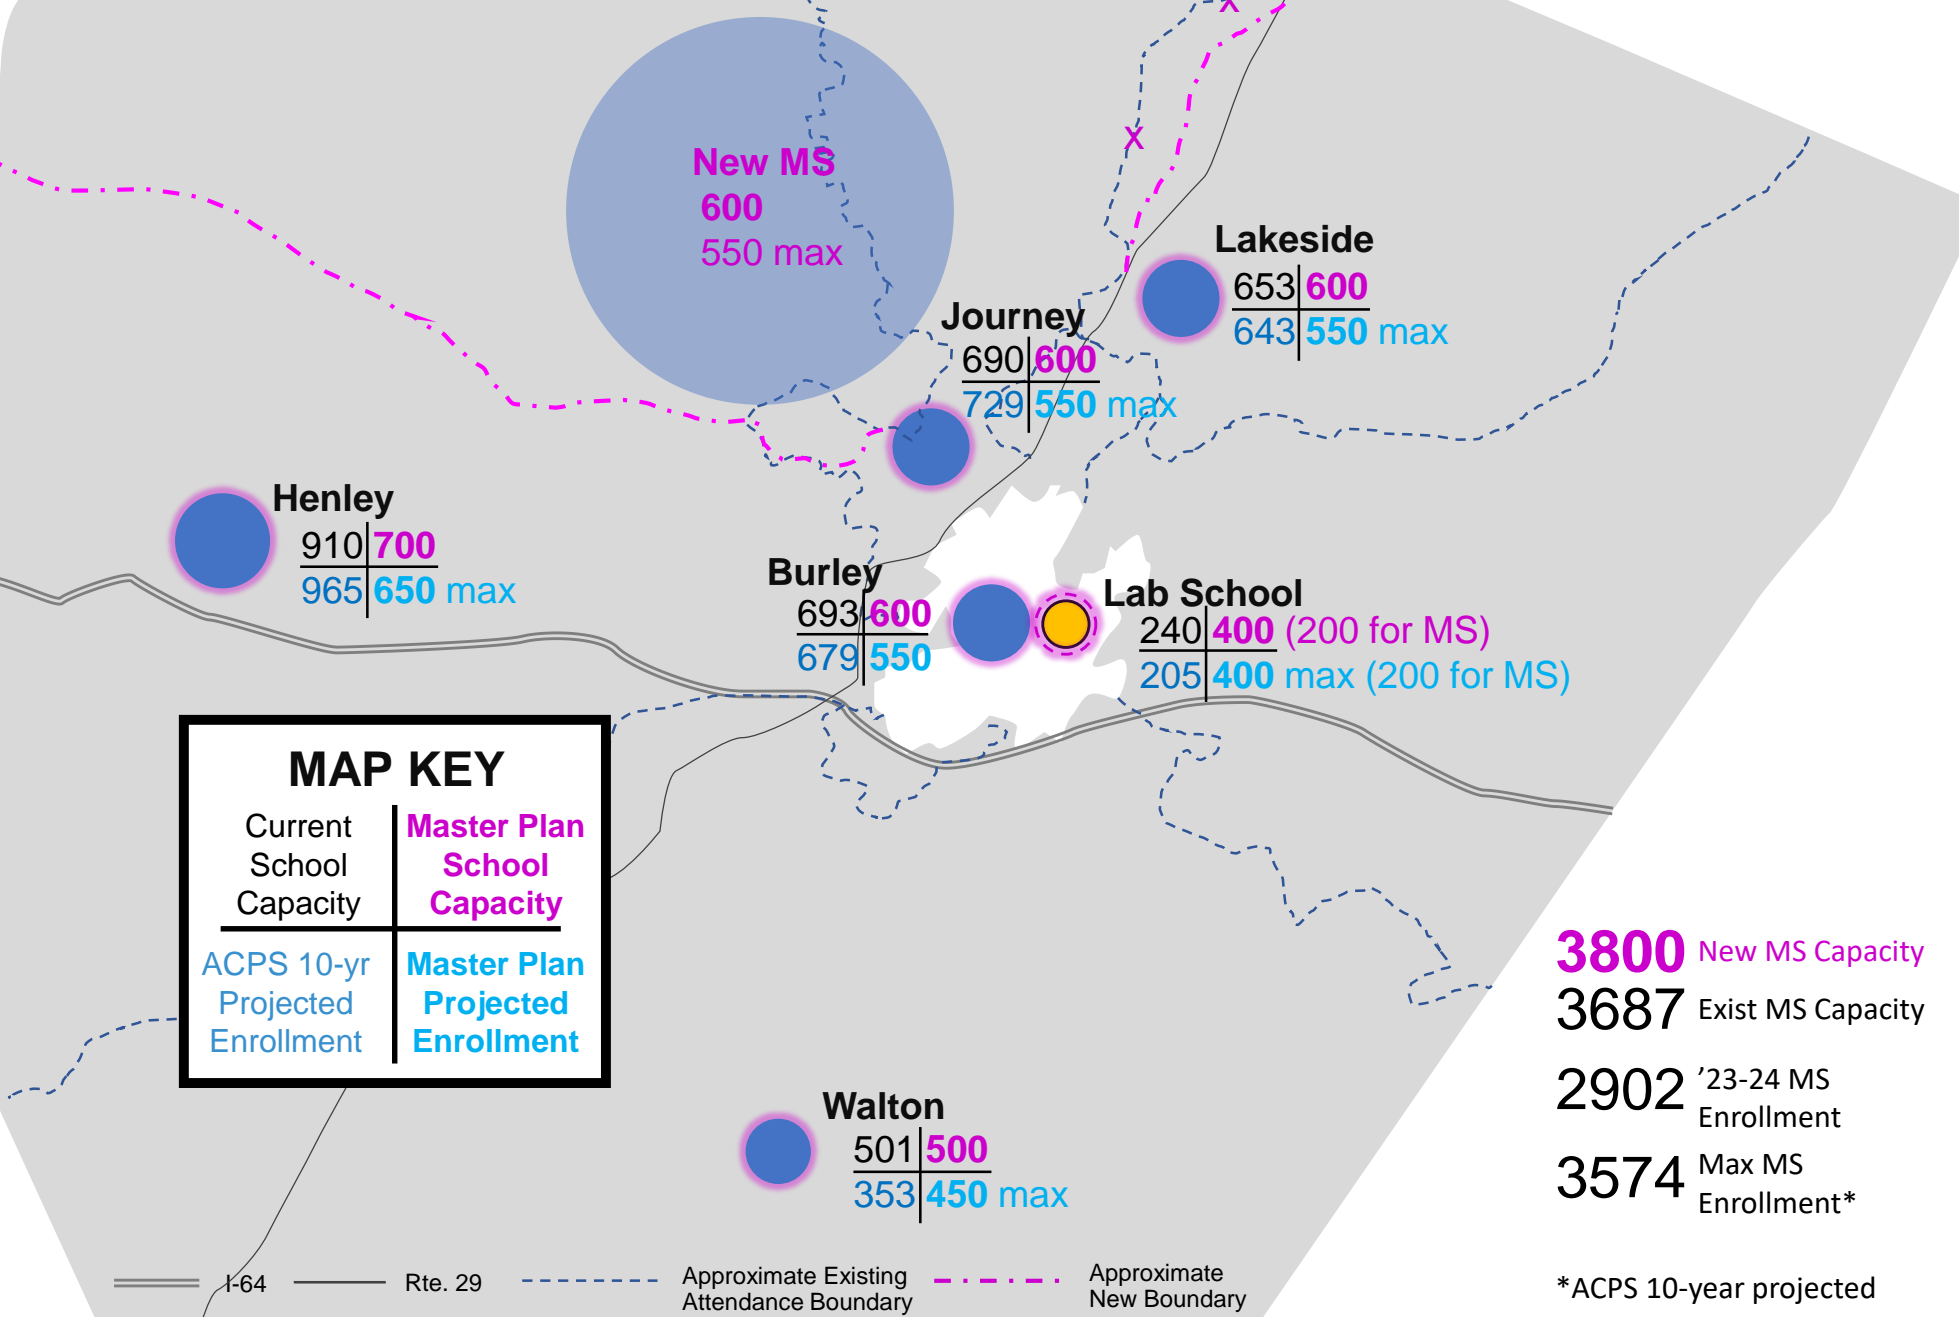 X
X
New MS
600
550 max
Lakeside
653 600
643 550 max
Journey
690 600
729 550 max
Henley
910 700
965 650 max
Burley
693 600
679 550
Lab School
240 400 (200 for MS)
205 400 max (200 for MS)
MAP KEY
Current
School
Capacity
Master Plan
School
Capacity
ACPS 10-yr
Projected
Enrollment
Master Plan
Projected
Enrollment
Walton
501 500
353 450 max
3800 New MS Capacity
3687 Exist MS Capacity
2902 ’23-24 MS
Enrollment
3574 Max MS
Enrollment*
*ACPS 10-year projected
I-64
Rte. 29
Approximate Existing
Attendance Boundary
Approximate
New Boundary